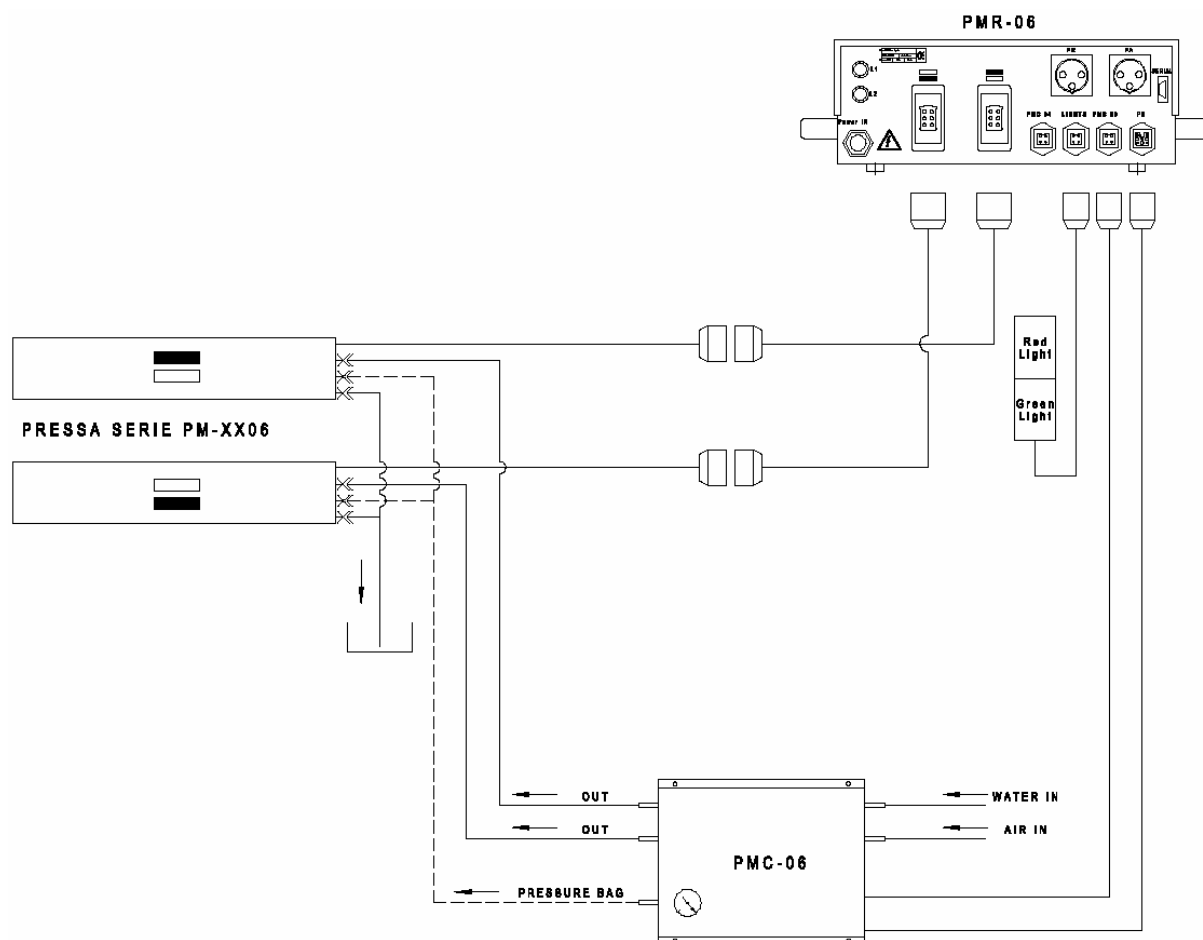 PMR-06
Power IN
LIGHTS
PRESSA SERIE PM-XX06
Red
Light
Green
Light
OUT
WATER IN
OUT
AIR IN
PMC-06
PRESSURE BAG